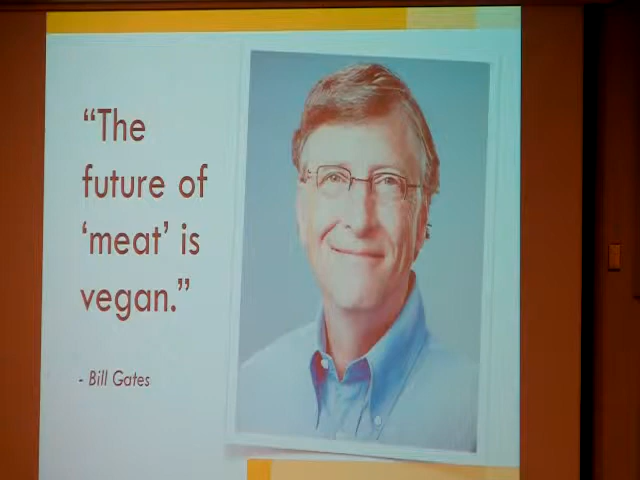 “The
future of
‘meat’ is
vegan.”
- Bill Gates